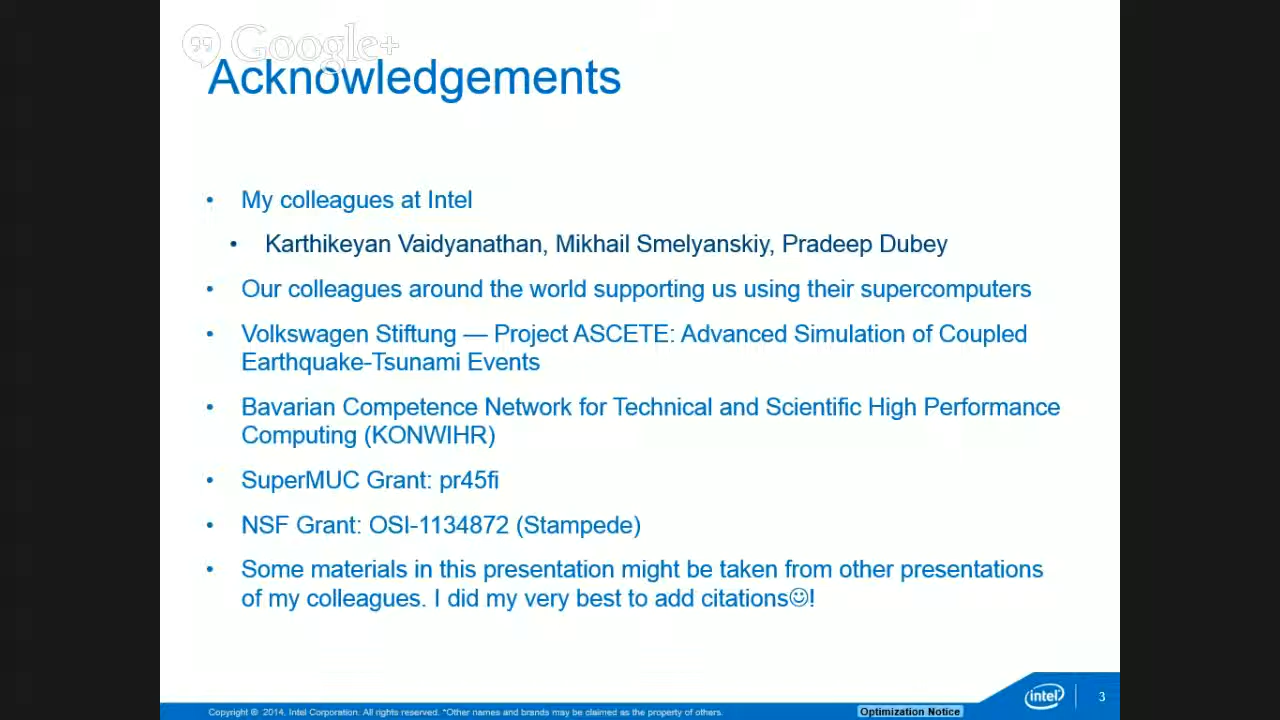 Google+
Acknowledgements
• My colleagues at Intel
• Karthikeyan Vaidyanathan, Mikhail Smelyanskiy, Pradeep Dubey
• Our colleagues around the world supporting us using their supercomputers
• Volkswagen Stiftung — Project ASCETE: Advanced Simulation of Coupled
Earthquake-Tsunami Events
• Bavarian Competence Network for Technical and Scientific High Performance
Computing (KONWIHR)
• SuperMUC Grant: pr45fi
• NSF Grant: OSI-1134872 (Stampede)
• Some materials in this presentation might be taken from other presentations
of my colleagues. I did my very best to add citations☺!
Copyright © 2014, Intel Corporation. All rights reserved. *Other names and brands may be claimed as the property of others.
Optimization Notice
intel
3